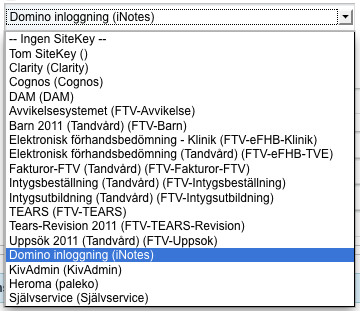 Domino inloggning (iNotes)
-- Ingen SiteKey --
Tom SiteKey ()
Clarity (Clarity)
Cognos (Cognos)
DAM (DAM)
Avvikelsesystemet (FTV-Avvikelse)
Barn 2011 (Tandvård) (FTV-Barn)
Elektronisk förhandsbedömning - Klinik (FTV-eFHB-Klinik)
Elektronisk förhandsbedömning (Tandvård) (FTV-eFHB-TVE)
Fakturor-FTV (Tandvård) (FTV-Fakturor-FTV)
Intygsbeställning (Tandvård) (FTV-Intygsbeställning)
Intygsutbildning (Tandvård) (FTV-Intygsutbildning)
TEARS (FTV-TEARS)
Tears-Revision 2011 (FTV-TEARS-Revision)
Uppsök 2011 (Tandvård) (FTV-Uppsok)
Domino inloggning (iNotes)
KivAdmin (KivAdmin)
Heroma (paleko)
Självservice (Självservice)